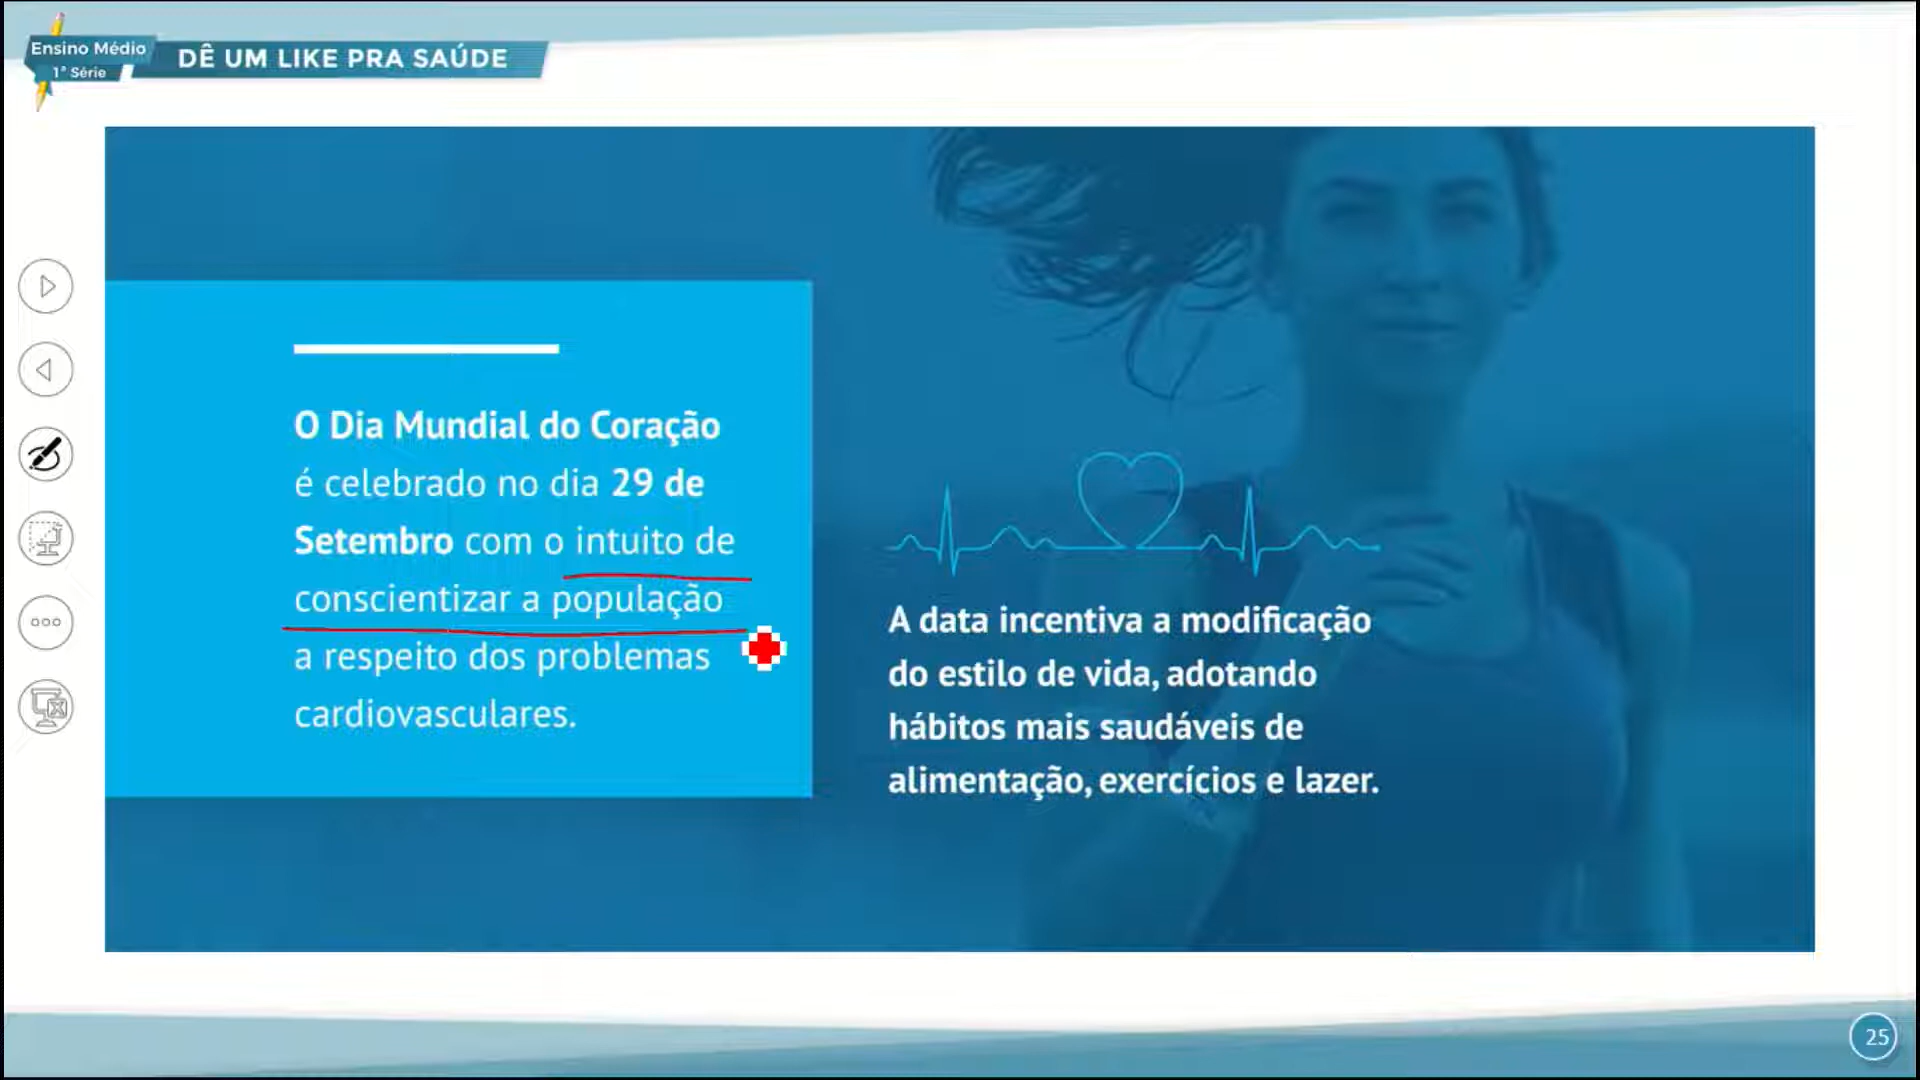 Ensino Médio
1ª Série
DÊ UM LIKE PRA SAÚDE
O Dia Mundial do Coração
é celebrado no dia 29 de
Setembro com o intuito de
conscientizar a população
a respeito dos problemas
cardiovasculares.
A data incentiva a modificação
do estilo de vida, adotando
hábitos mais saudáveis de
alimentação, exercícios e lazer.
25